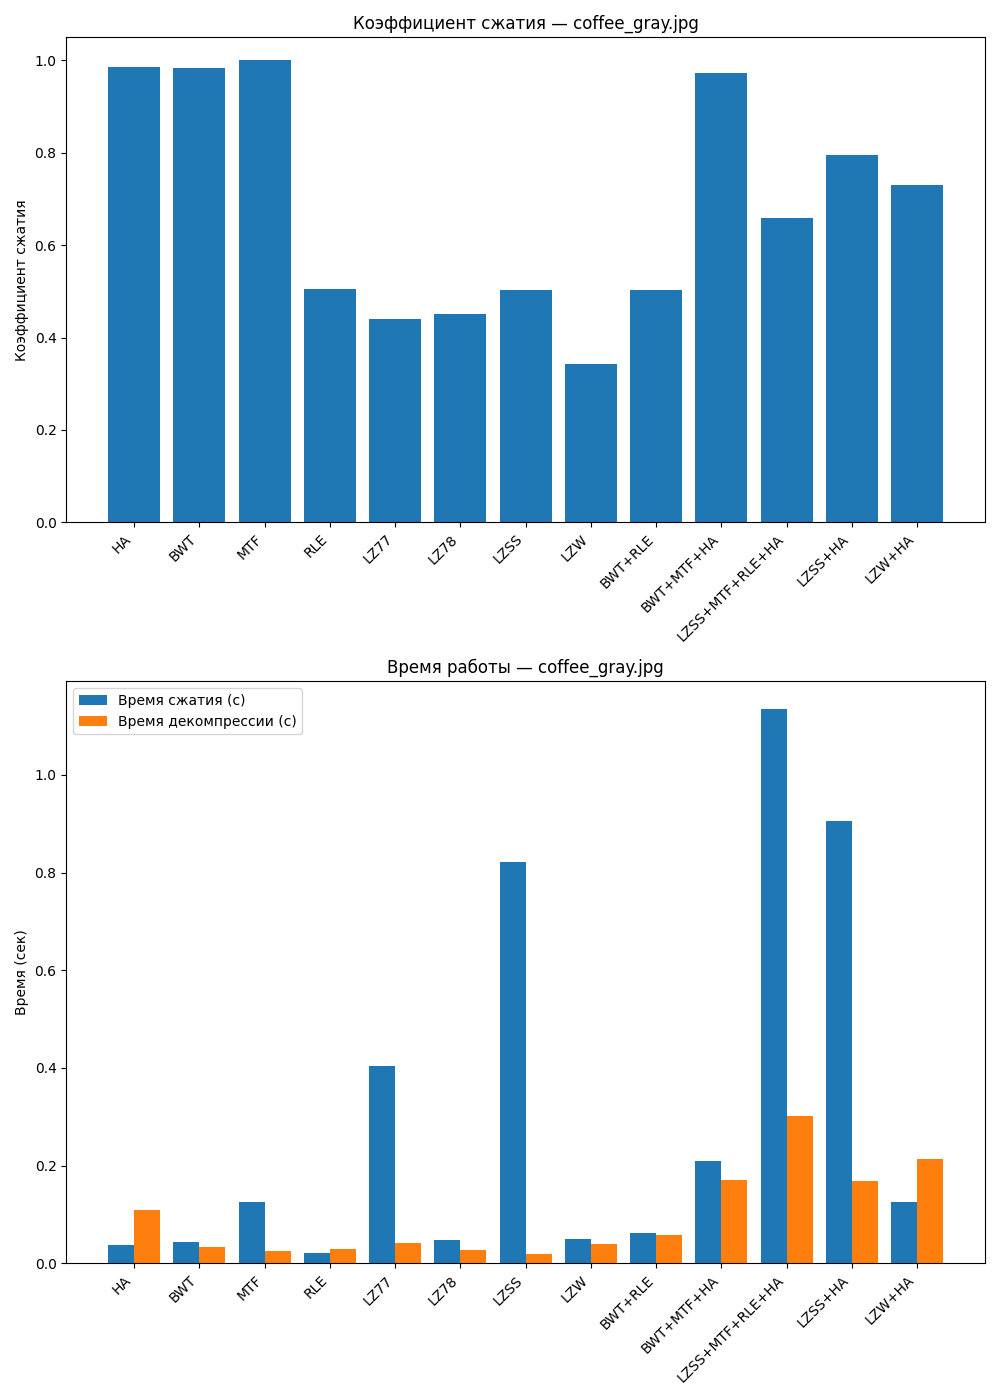 Коэффициент сжатия — coffee_gray.jpg
Коэффициент сжатия
1.0
0.8
0.6
0.4
0.2
0.0
HA
BWT
MTF
RLE
LZ77
LZ78
LZSS
LZW
BWT+RLE
BWT+MTF+HA
LZSS+MTF+RLE+HA
LZSS+HA
LZW+HA
Время работы — coffee_gray.jpg
Время сжатия (с)
Время декомпрессии (с)
Время (сек)
1.0
0.8
0.6
0.4
0.2
0.0
HA
BWT
MTF
RLE
LZ77
LZ78
LZSS
LZW
BWT+RLE
BWT+MTF+HA
LZSS+MTF+RLE+HA
LZSS+HA
LZW+HA